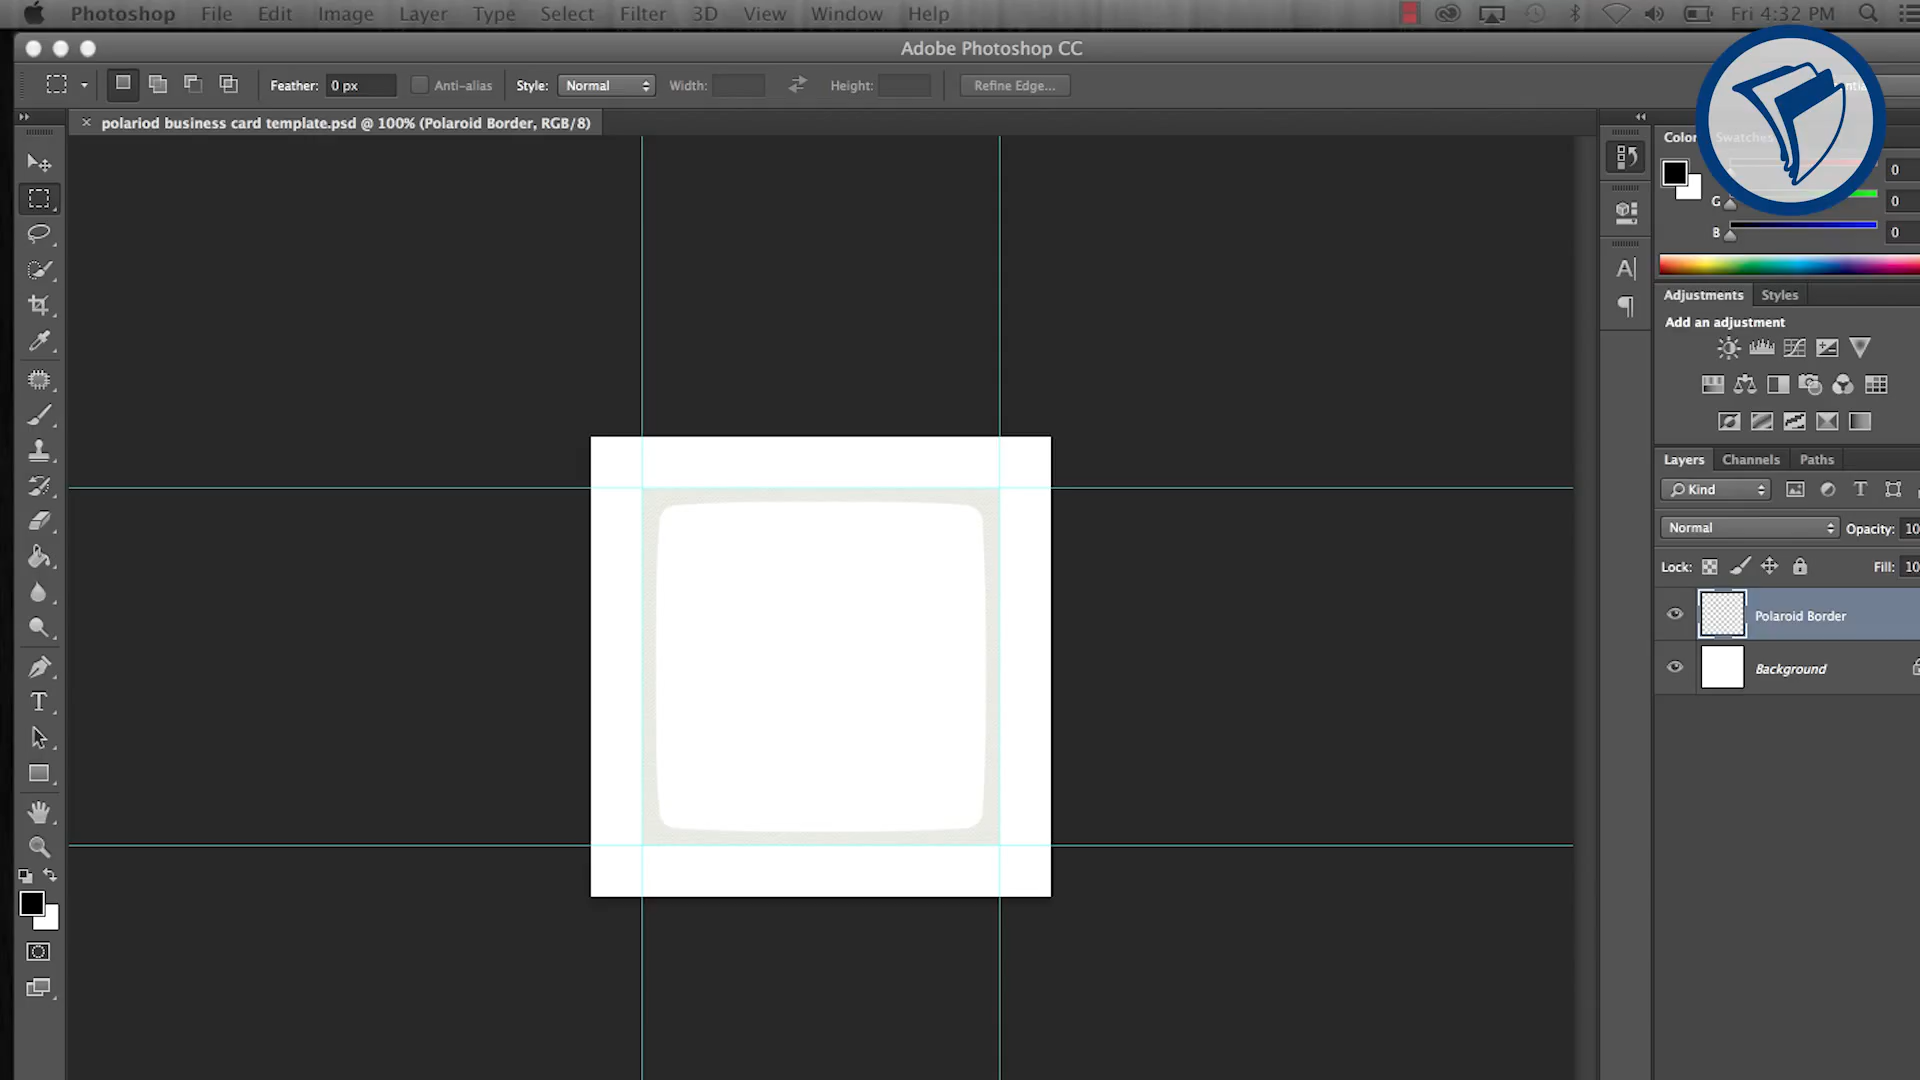 Photoshop File Edit Image Layer Type Select Filter 3D View Window Help Fri 4:32 PM
Adobe Photoshop CC
Feather: 0 px Anti-alias Style: Normal Width: Height: Refine Edge...
× polariod business card template.psd @ 100% (Polaroid Border, RGB/8)
Color Swatches
0
G 0
B 0
Adjustments Styles
Add an adjustment
Layers Channels Paths
Kind
Normal Opacity: 10
Lock: Fill: 10
Polaroid Border
Background